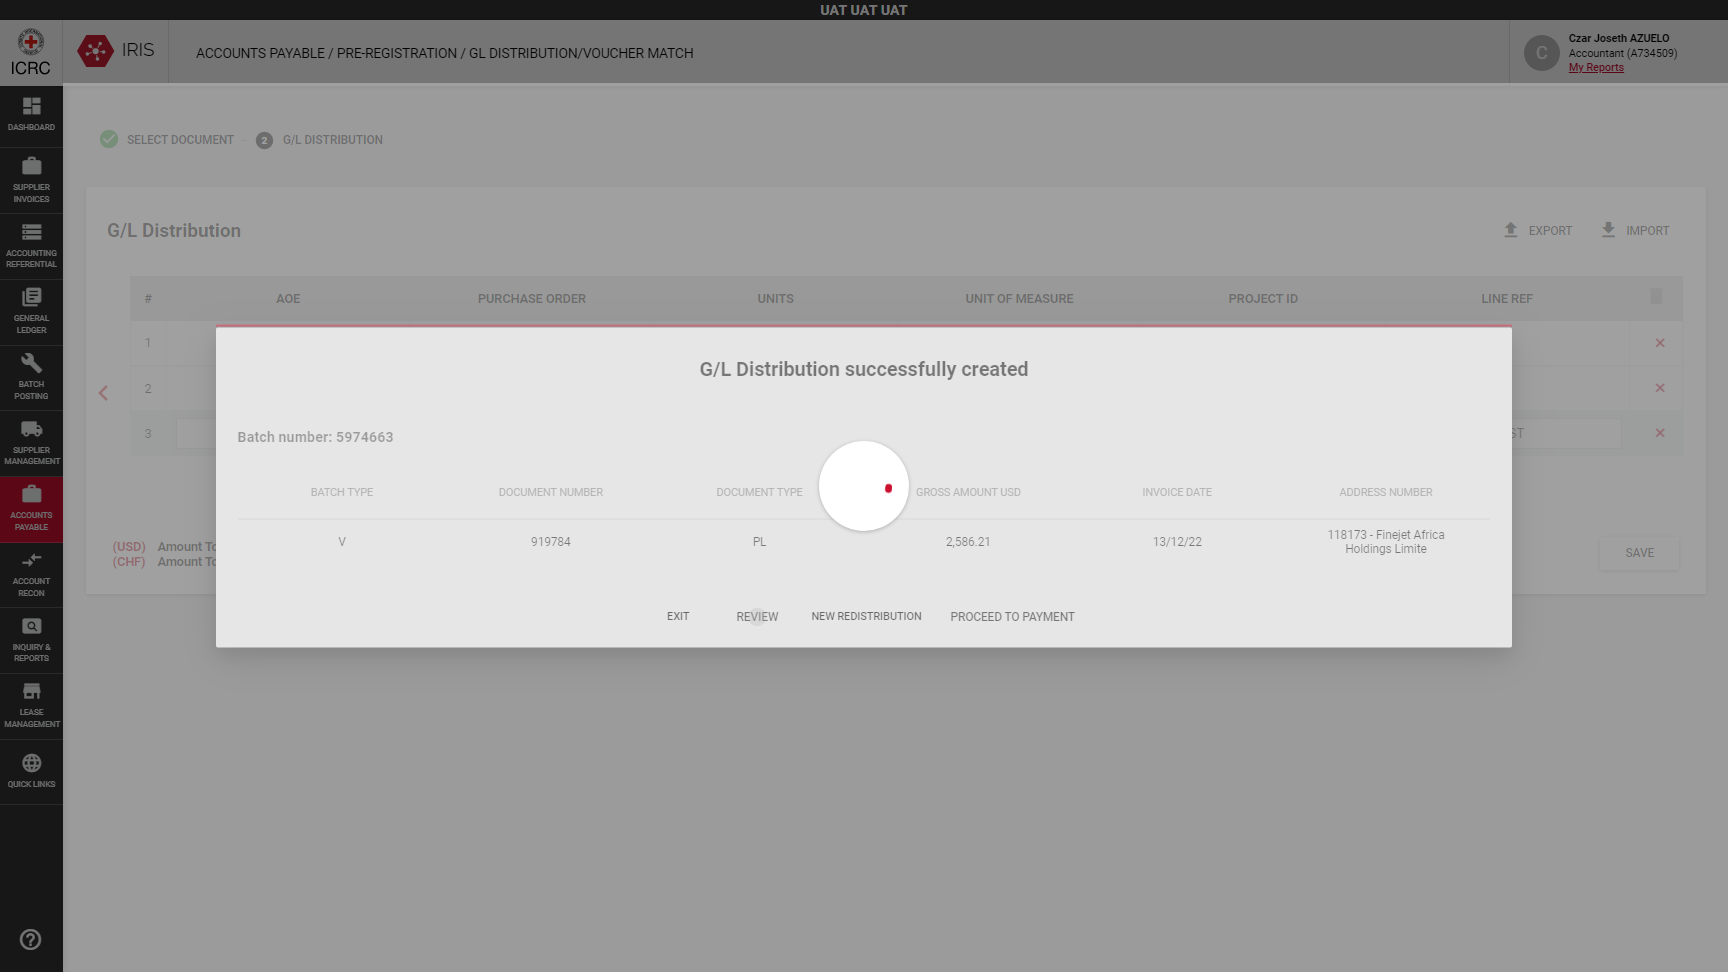 UAT UAT UAT
ICRC
IRIS
ACCOUNTS PAYABLE / PRE-REGISTRATION / GL DISTRIBUTION/VOUCHER MATCH
C
Czar Joseth AZUELO
Accountant (A734509)
My Reports
DASHBOARD
SUPPLIER
INVOICES
ACCOUNTING
REFERENTIAL
GENERAL
LEDGER
BATCH
POSTING
SUPPLIER
MANAGEMENT
ACCOUNTS
PAYABLE
ACCOUNT
RECON
INQUIRY &
REPORTS
LEASE
MANAGEMENT
QUICK LINKS
SELECT DOCUMENT
2 G/L DISTRIBUTION
G/L Distribution
EXPORT
IMPORT
# AOE PURCHASE ORDER UNITS UNIT OF MEASURE PROJECT ID LINE REF
1
2
3
ST
(USD) Amount To
(CHF) Amount To
SAVE
G/L Distribution successfully created
Batch number: 5974663
BATCH TYPE DOCUMENT NUMBER DOCUMENT TYPE GROSS AMOUNT USD INVOICE DATE ADDRESS NUMBER
V 919784 PL 2,586.21 13/12/22 118173 - Finejet Africa
Holdings Limite
EXIT REVIEW NEW REDISTRIBUTION PROCEED TO PAYMENT